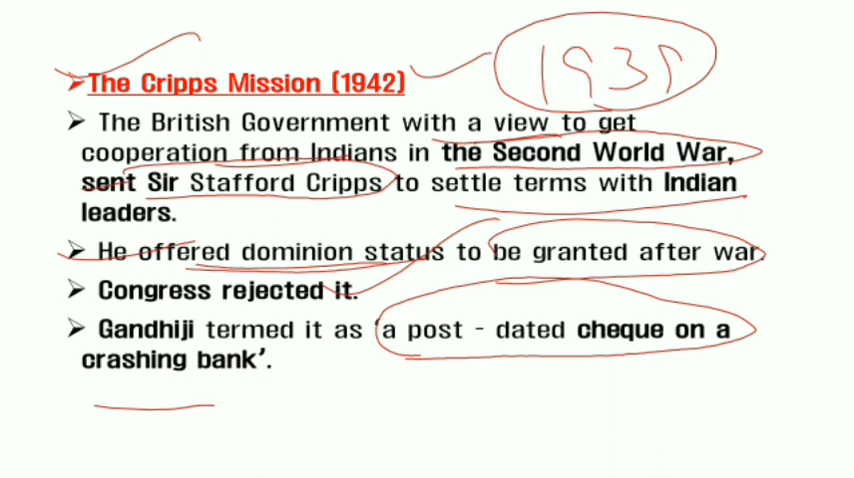 The Cripps Mission (1942)
1939
The British Government with a view to get
cooperation from Indians in the Second World War,
sent Sir Stafford Cripps to settle terms with Indian
leaders.
He offered dominion status to be granted after war.
Congress rejected it.
Gandhiji termed it as 'a post - dated cheque on a
crashing bank'.